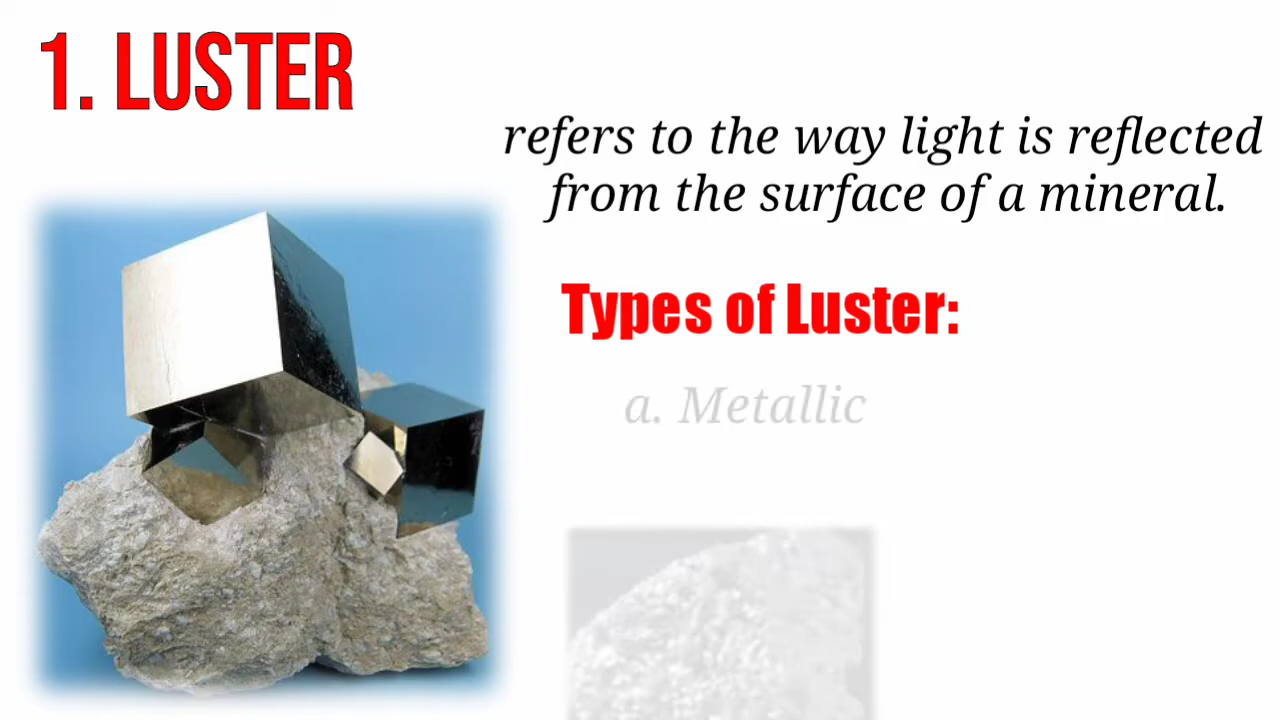 1. LUSTER
refers to the way light is reflected
from the surface of a mineral.
Types of Luster:
a. Metallic